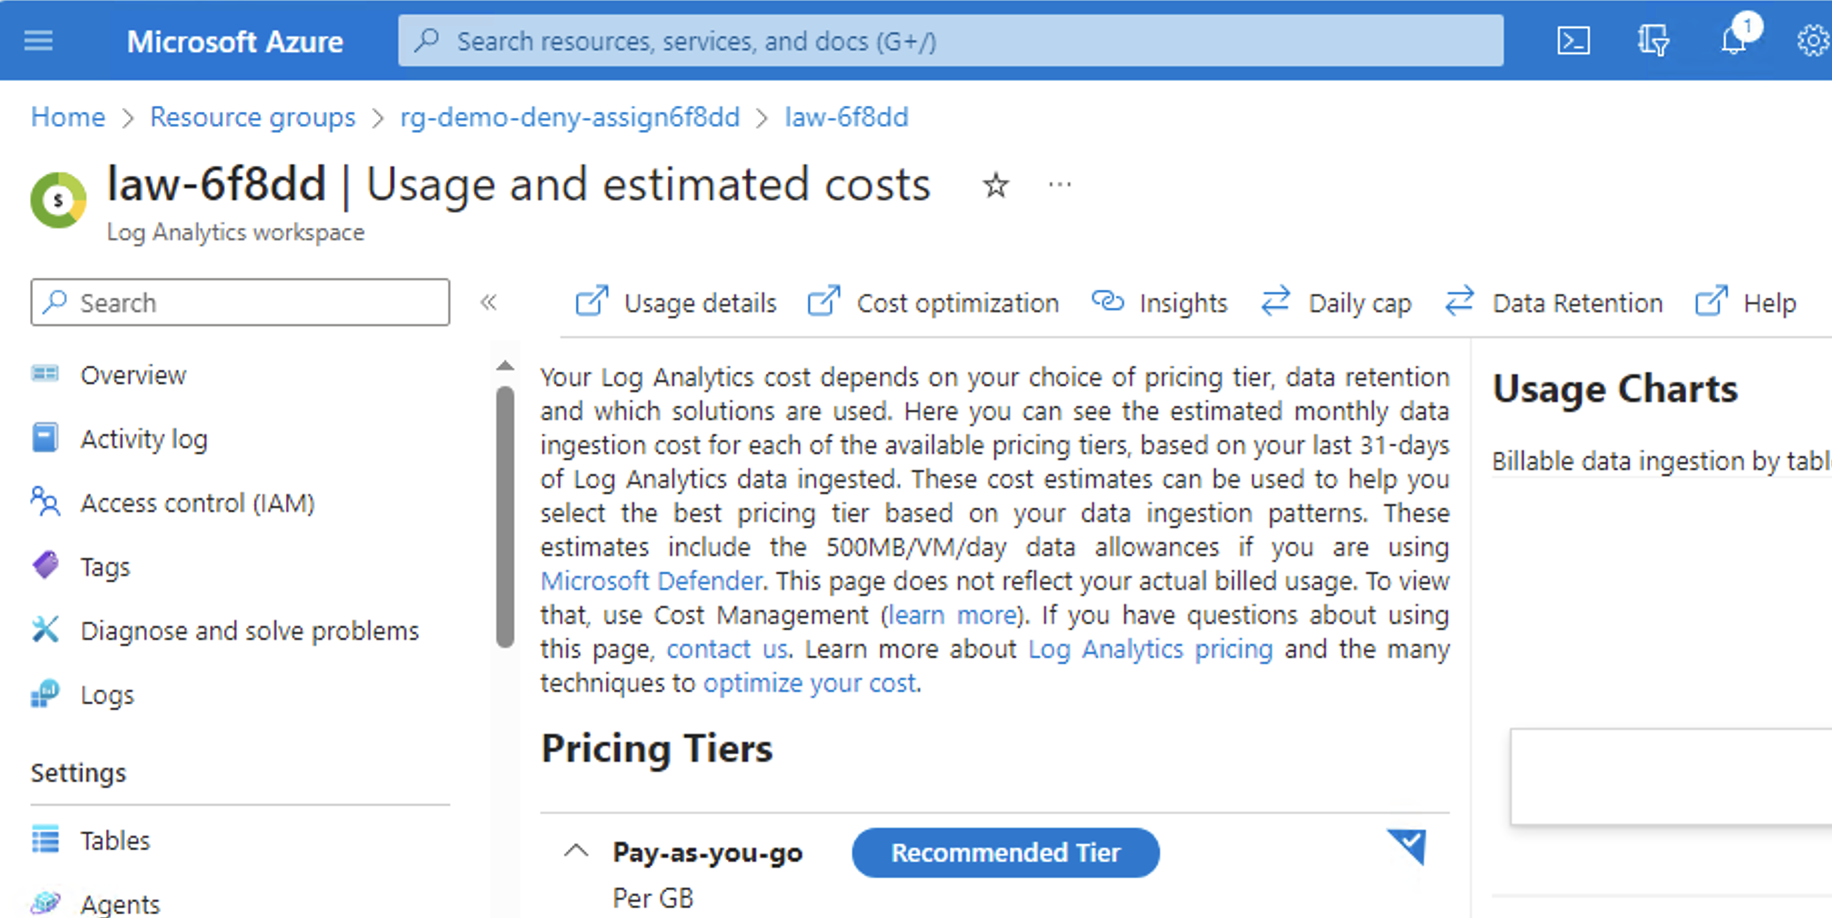 Microsoft Azure
Search resources, services, and docs (G+/)
1
Home > Resource groups > rg-demo-deny-assign6f8dd > law-6f8dd
$
law-6f8dd | Usage and estimated costs
...
Log Analytics workspace
Search
«
Usage details
Cost optimization
Insights
Daily cap
Data Retention
Help
Overview
Activity log
Access control (IAM)
Tags
Diagnose and solve problems
Logs
Settings
Tables
Agents
Your Log Analytics cost depends on your choice of pricing tier, data retention
and which solutions are used. Here you can see the estimated monthly data
ingestion cost for each of the available pricing tiers, based on your last 31-days
of Log Analytics data ingested. These cost estimates can be used to help you
select the best pricing tier based on your data ingestion patterns. These
estimates include the 500MB/VM/day data allowances if you are using
Microsoft Defender. This page does not reflect your actual billed usage. To view
that, use Cost Management (learn more). If you have questions about using
this page, contact us. Learn more about Log Analytics pricing and the many
techniques to optimize your cost.
Pricing Tiers
Pay-as-you-go
Recommended Tier
Per GB
Usage Charts
Billable data ingestion by tabl